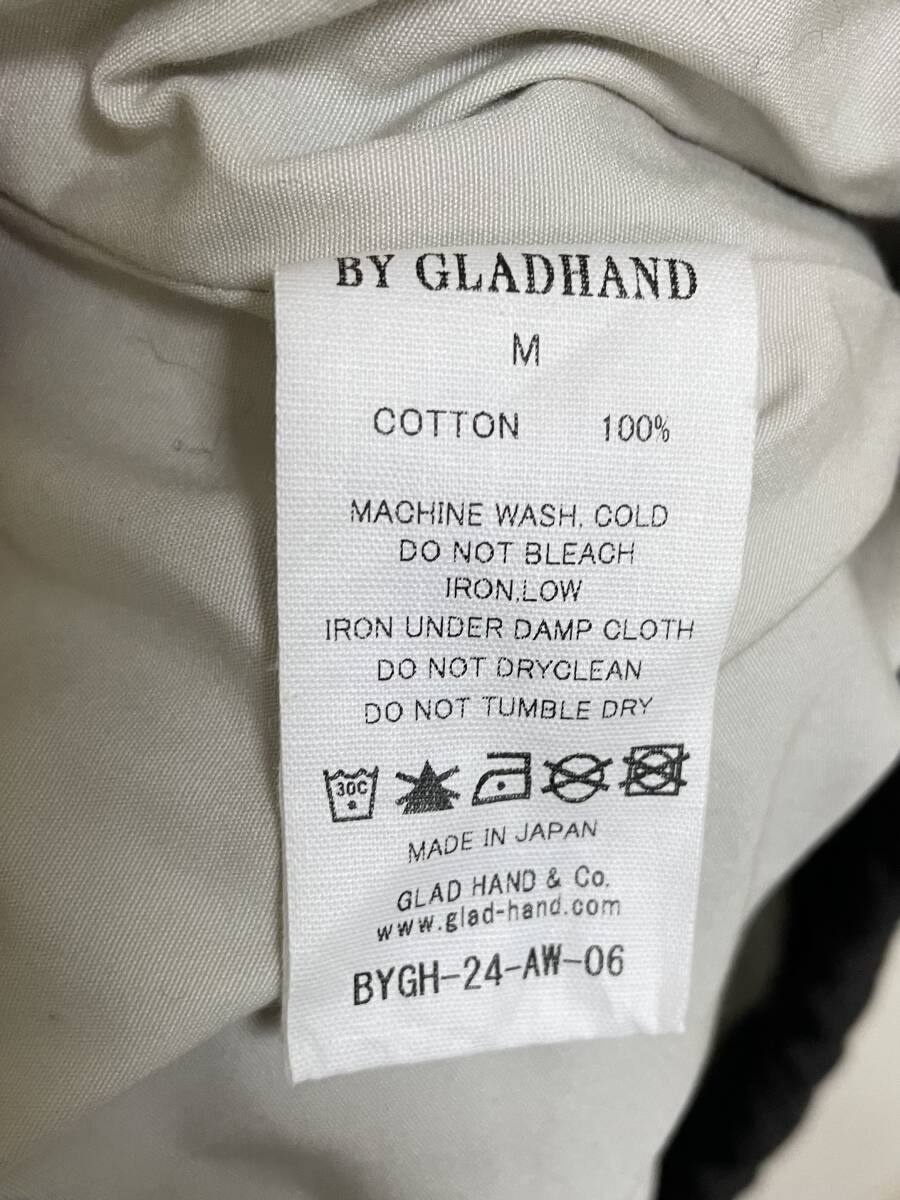 BY GLADHAND
M
COTTON 100%
MACHINE WASH, COLD
DO NOT BLEACH
IRON,LOW
IRON UNDER DAMP CLOTH
DO NOT DRYCLEAN
DO NOT TUMBLE DRY
30C
MADE IN JAPAN
GLAD HAND & Co.
www.glad-hand.com
BYGH-24-AW-06